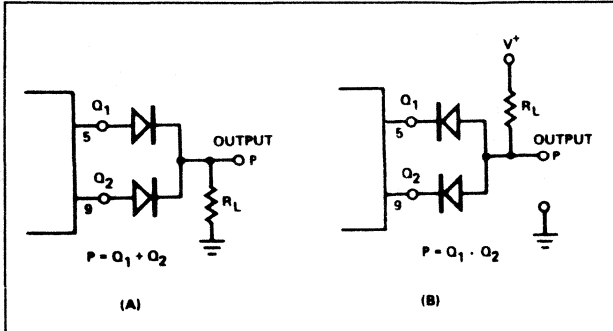 Q1
5
OUTPUT
P
Q2
9
RL
P = Q1 + Q2
(A)
V+
RL
Q1
5
OUTPUT
P
Q2
9
P = Q1 · Q2
(B)